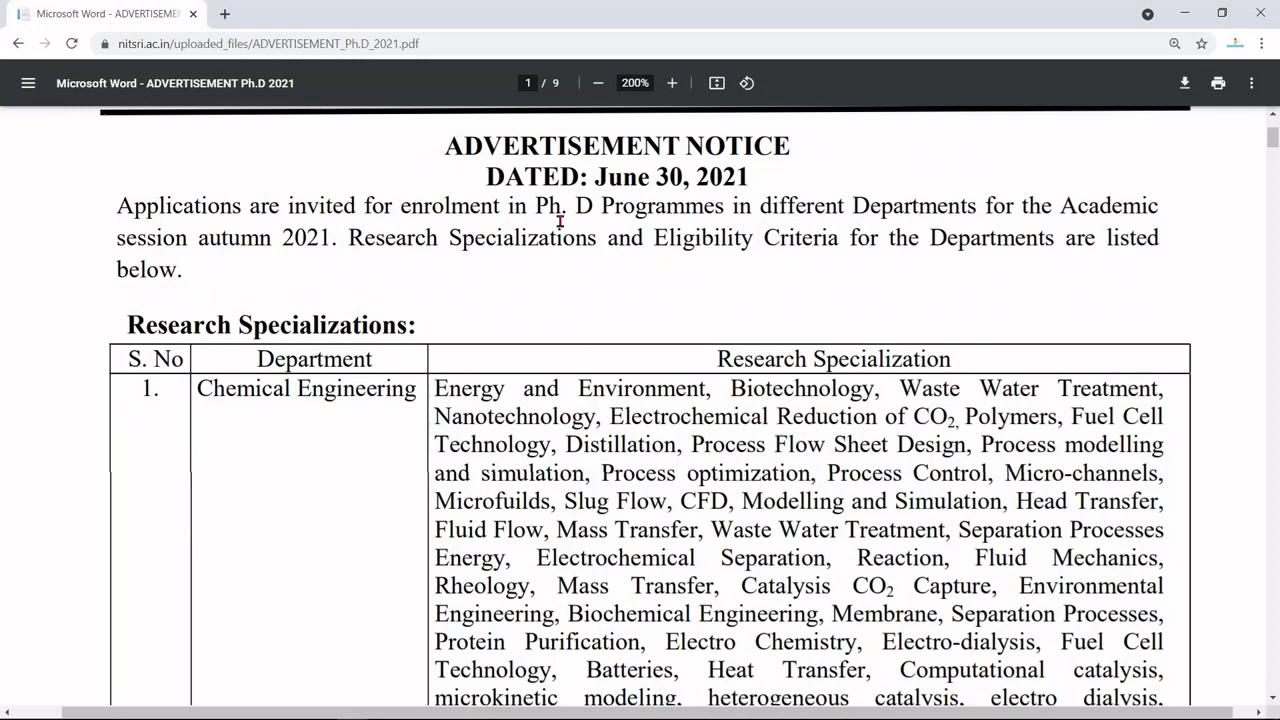 Microsoft Word - ADVERTISEMEN
nitsri.ac.in/uploaded_files/ADVERTISEMENT_Ph.D_2021.pdf
Microsoft Word - ADVERTISEMENT Ph.D 2021
1 / 9
200%
ADVERTISEMENT NOTICE
DATED: June 30, 2021
Applications are invited for enrolment in Ph. D Programmes in different Departments for the Academic
session autumn 2021. Research Specializations and Eligibility Criteria for the Departments are listed
below.
Research Specializations:
S. No Department Research Specialization
1. Chemical Engineering Energy and Environment, Biotechnology, Waste Water Treatment,
Nanotechnology, Electrochemical Reduction of CO₂, Polymers, Fuel Cell
Technology, Distillation, Process Flow Sheet Design, Process modelling
and simulation, Process optimization, Process Control, Micro-channels,
Microfuilds, Slug Flow, CFD, Modelling and Simulation, Head Transfer,
Fluid Flow, Mass Transfer, Waste Water Treatment, Separation Processes
Energy, Electrochemical Separation, Reaction, Fluid Mechanics,
Rheology, Mass Transfer, Catalysis CO₂ Capture, Environmental
Engineering, Biochemical Engineering, Membrane, Separation Processes,
Protein Purification, Electro Chemistry, Electro-dialysis, Fuel Cell
Technology, Batteries, Heat Transfer, Computational catalysis,
microkinetic modeling, heterogeneous catalysis, electro dialysis,